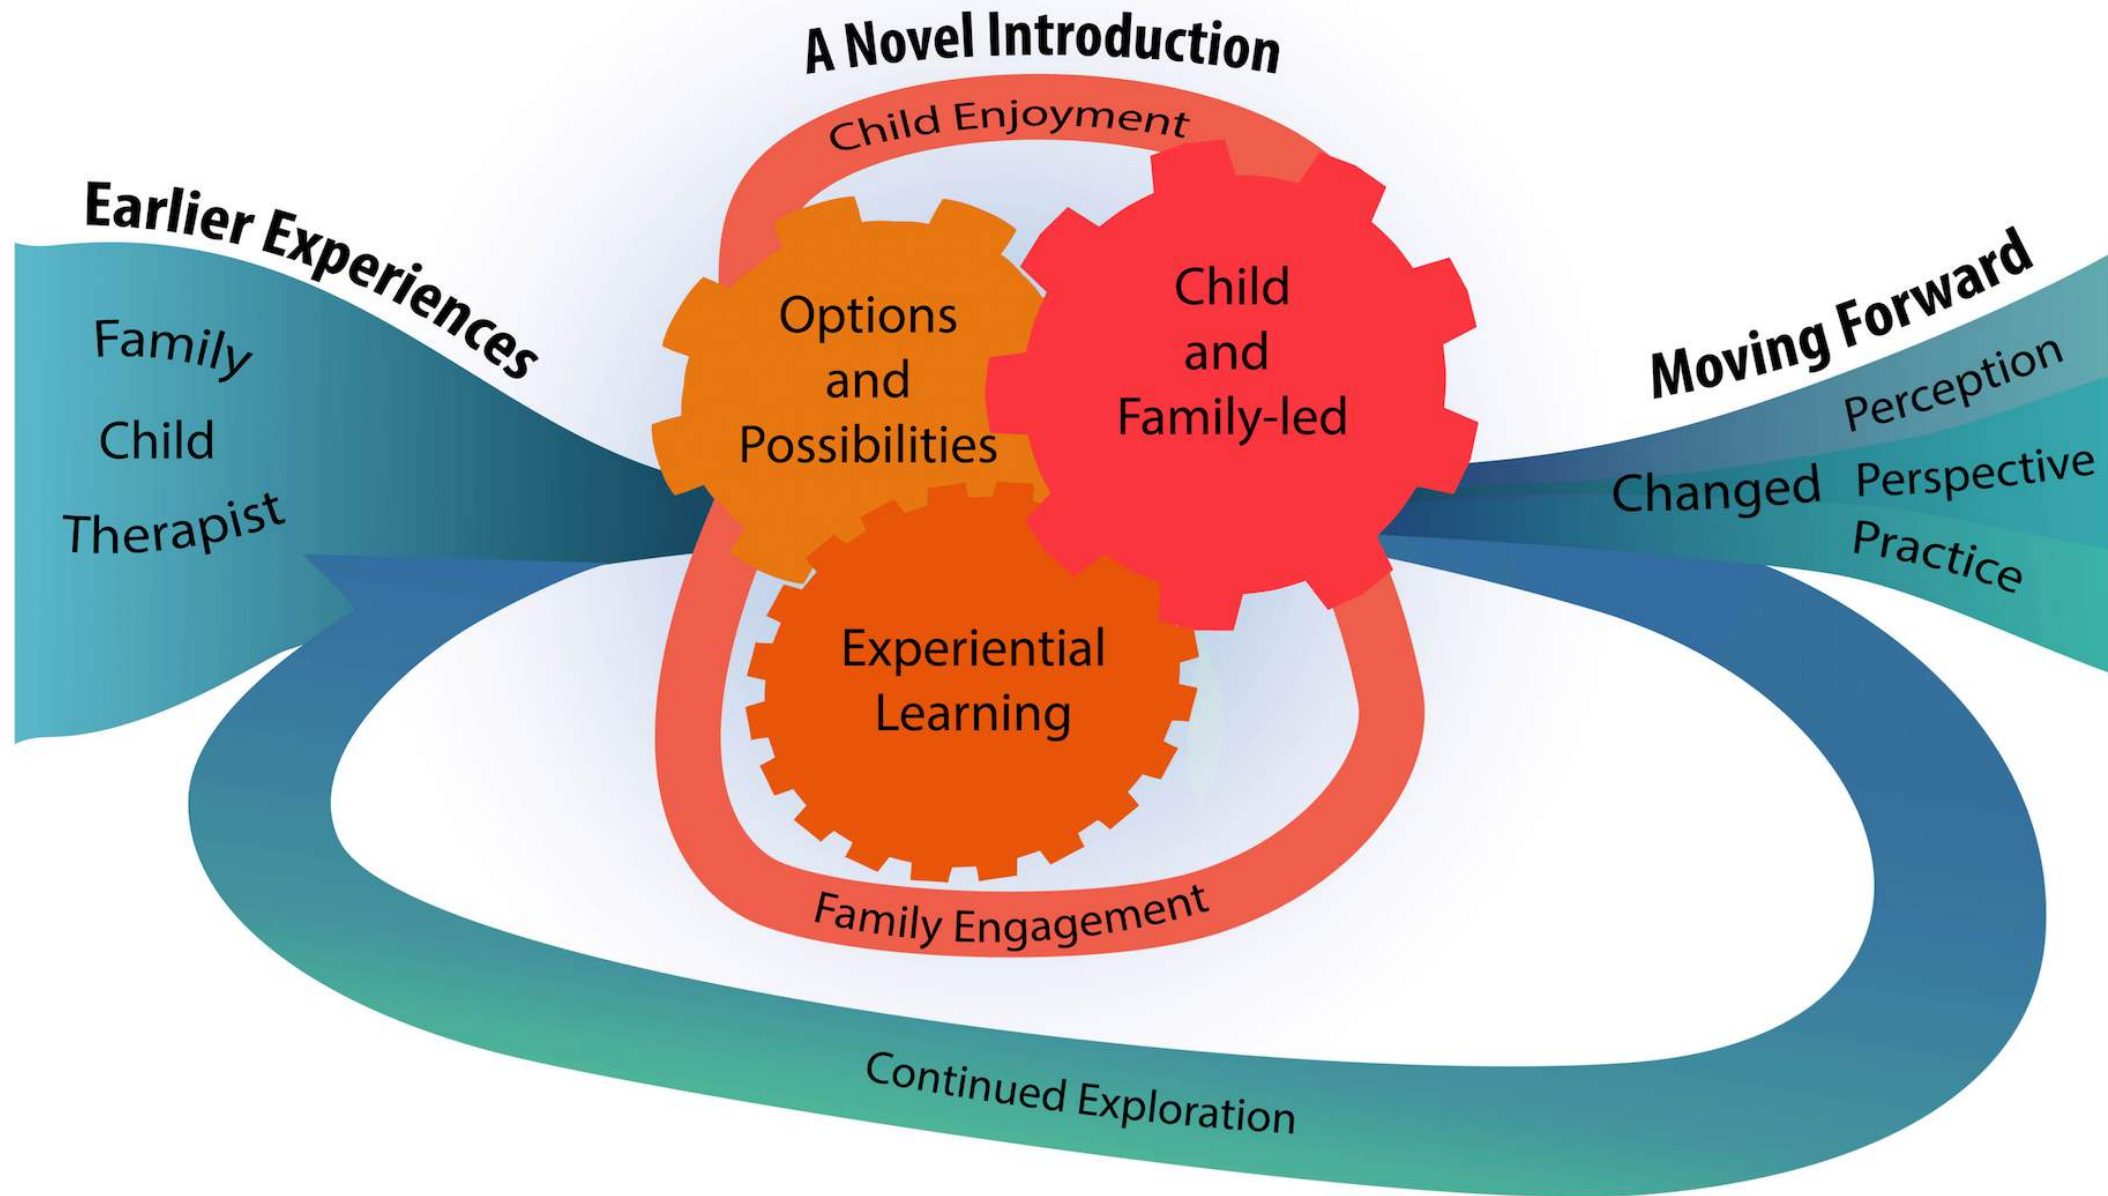 A Novel Introduction
Child Enjoyment
Earlier Experiences
Family
Child
Therapist
Options
and
Possibilities
Child
and
Family-led
Experiential
Learning
Family Engagement
Moving Forward
Perception
Changed Perspective
Practice
Continued Exploration